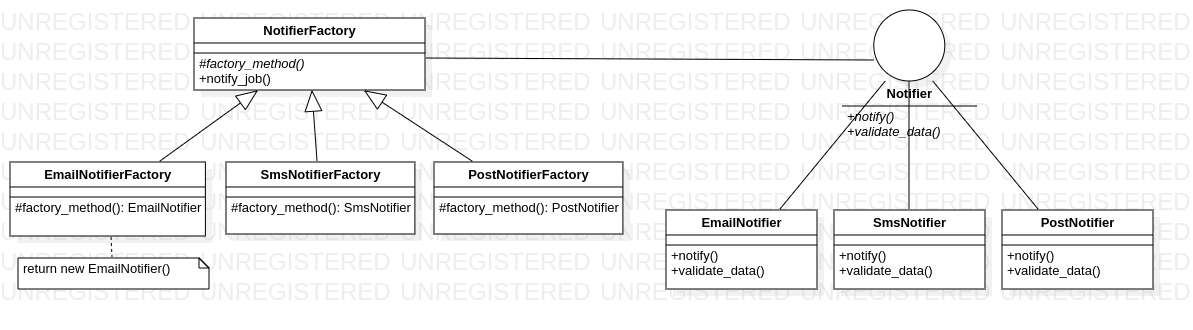 NotifierFactory
#factory_method()
+notify_job()
Notifier
+notify()
+validate_data()
EmailNotifierFactory
#factory_method(): EmailNotifier
SmsNotifierFactory
#factory_method(): SmsNotifier
PostNotifierFactory
#factory_method(): PostNotifier
return new EmailNotifier()
EmailNotifier
+notify()
+validate_data()
SmsNotifier
+notify()
+validate_data()
PostNotifier
+notify()
+validate_data()
UNREGISTERED UNREGISTERED UNREGISTERED UNREGISTERED UNREGISTERED UNREGISTERED